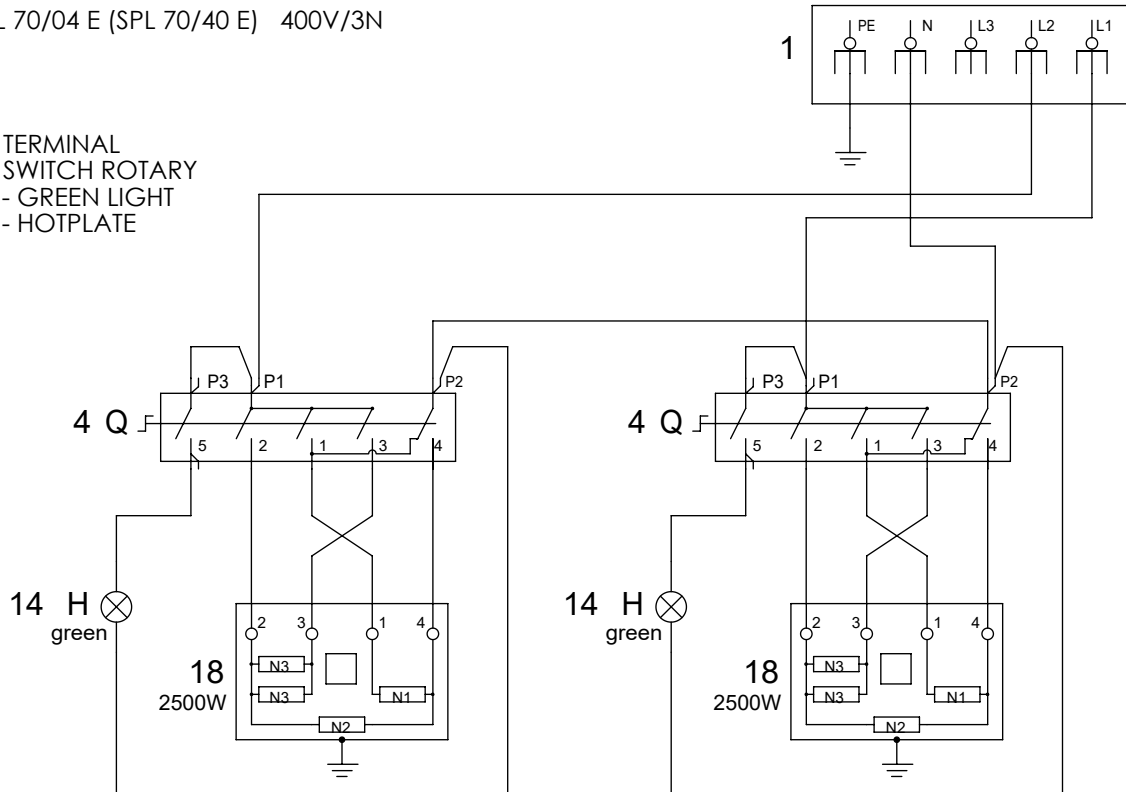 L 70/04 E (SPL 70/40 E) 400V/3N
1
PE N L3 L2 L1
TERMINAL
SWITCH ROTARY
- GREEN LIGHT
- HOTPLATE
P3 P1 P2
P3 P1 P2
4 Q
5 2 1 3 4
4 Q
5 2 1 3 4
14 H
green
14 H
green
2 3 1 4
18
2500W
N3
N3 N1
N2
2 3 1 4
18
2500W
N3
N3 N1
N2